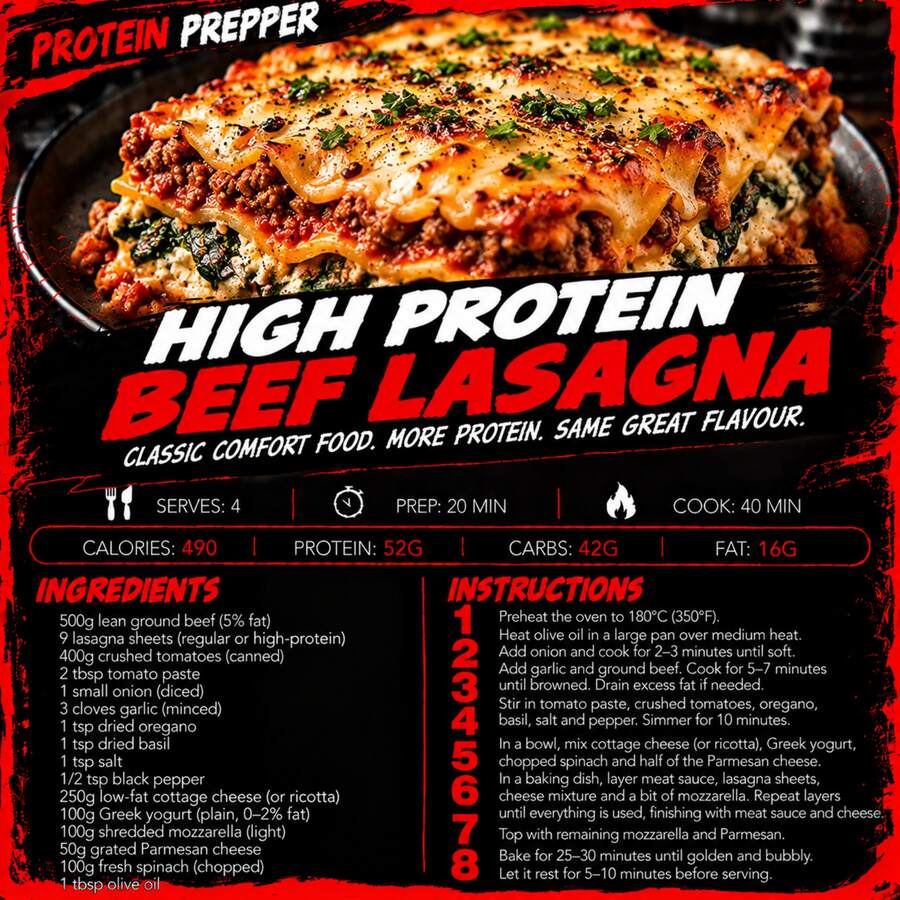 PROTEIN PREPPER
HIGH PROTEIN
BEEF LASAGNA
CLASSIC COMFORT FOOD. MORE PROTEIN. SAME GREAT FLAVOUR.
SERVES: 4
PREP: 20 MIN
COOK: 40 MIN
CALORIES: 490
PROTEIN: 52G
CARBS: 42G
FAT: 16G
INGREDIENTS
500g lean ground beef (5% fat)
9 lasagna sheets (regular or high-protein)
400g crushed tomatoes (canned)
2 tbsp tomato paste
1 small onion (diced)
3 cloves garlic (minced)
1 tsp dried oregano
1 tsp dried basil
1 tsp salt
1/2 tsp black pepper
250g low-fat cottage cheese (or ricotta)
100g Greek yogurt (plain, 0–2% fat)
100g shredded mozzarella (light)
50g grated Parmesan cheese
100g fresh spinach (chopped)
1 tbsp olive oil
INSTRUCTIONS
1
Preheat the oven to 180°C (350°F).
2
Heat olive oil in a large pan over medium heat.
Add onion and cook for 2–3 minutes until soft.
3
Add garlic and ground beef. Cook for 5–7 minutes
until browned. Drain excess fat if needed.
4
Stir in tomato paste, crushed tomatoes, oregano,
basil, salt and pepper. Simmer for 10 minutes.
5
In a bowl, mix cottage cheese (or ricotta), Greek yogurt,
chopped spinach and half of the Parmesan cheese.
6
In a baking dish, layer meat sauce, lasagna sheets,
cheese mixture and a bit of mozzarella. Repeat layers
until everything is used, finishing with meat sauce and cheese.
7
Top with remaining mozzarella and Parmesan.
8
Bake for 25–30 minutes until golden and bubbly.
Let it rest for 5–10 minutes before serving.